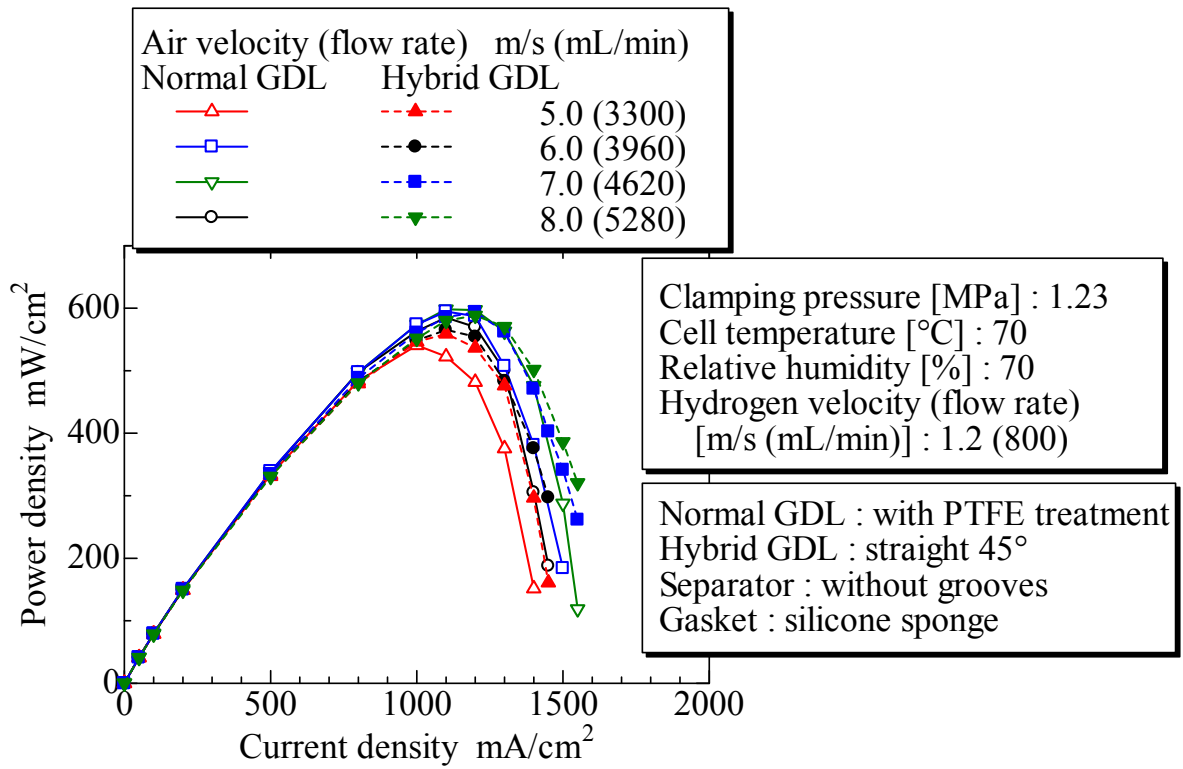 Air velocity (flow rate) m/s (mL/min)
Normal GDL Hybrid GDL
5.0 (3300)
6.0 (3960)
7.0 (4620)
8.0 (5280)
Power density mW/cm²
600
400
200
0
0 500 1000 1500 2000
Current density mA/cm²
Clamping pressure [MPa] : 1.23
Cell temperature [°C] : 70
Relative humidity [%] : 70
Hydrogen velocity (flow rate)
[m/s (mL/min)] : 1.2 (800)
Normal GDL : with PTFE treatment
Hybrid GDL : straight 45°
Separator : without grooves
Gasket : silicone sponge